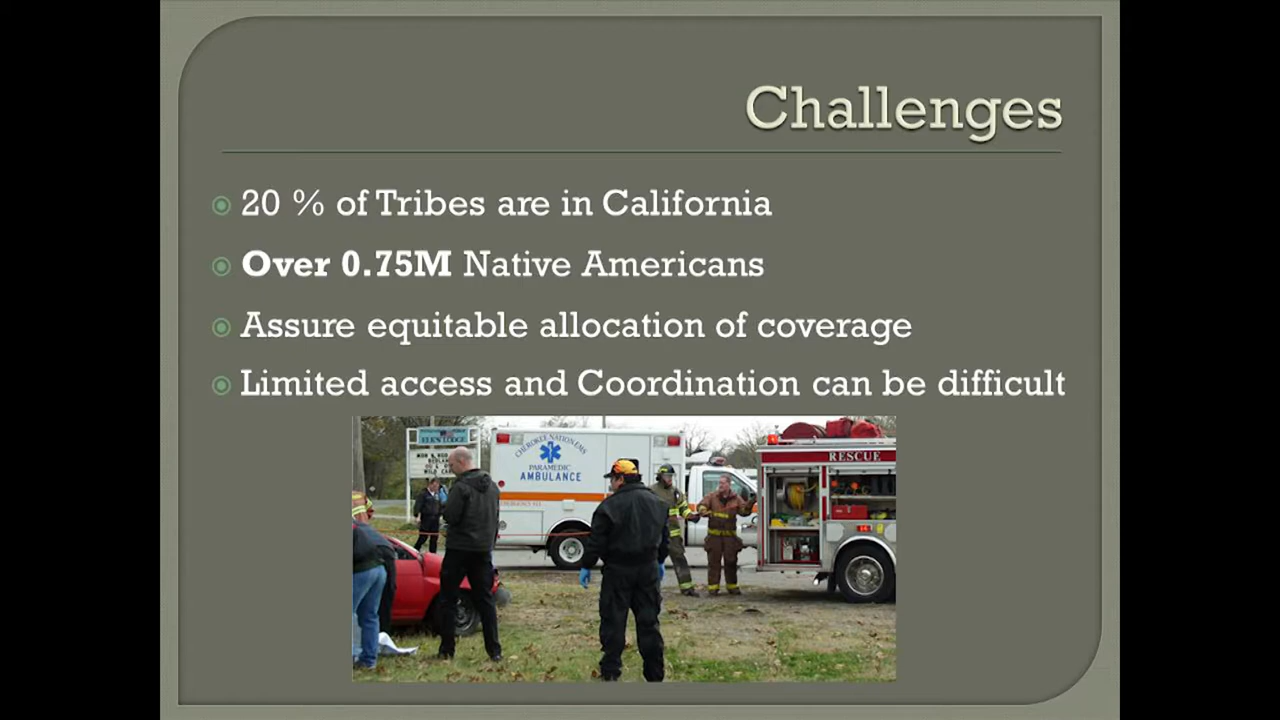 Challenges
20 % of Tribes are in California
Over 0.75M Native Americans
Assure equitable allocation of coverage
Limited access and Coordination can be difficult
ELK'S LODGE
CHEROKEE NATION EMS
PARAMEDIC
AMBULANCE
RESCUE